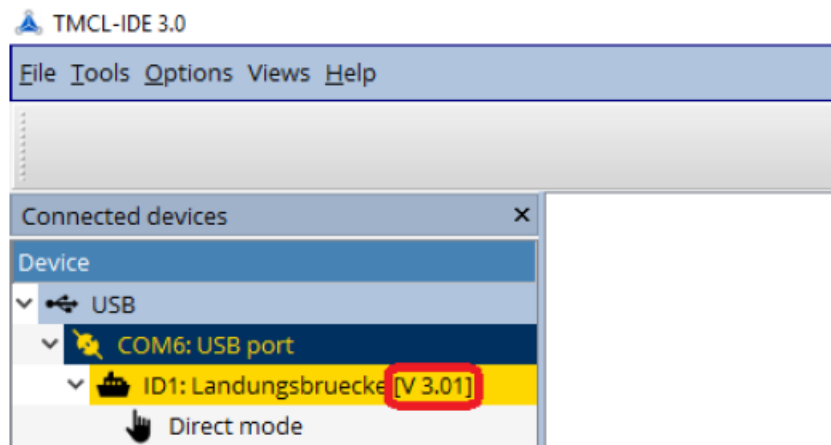 TMCL-IDE 3.0
File Tools Options Views Help
Connected devices
Device
USB
COM6: USB port
ID1: Landungsbruecke [V 3.01]
Direct mode